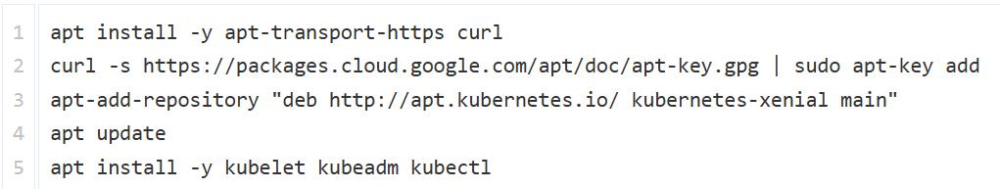 1 apt install -y apt-transport-https curl
2 curl -s https://packages.cloud.google.com/apt/doc/apt-key.gpg | sudo apt-key add
3 apt-add-repository "deb http://apt.kubernetes.io/ kubernetes-xenial main"
4 apt update
5 apt install -y kubelet kubeadm kubectl